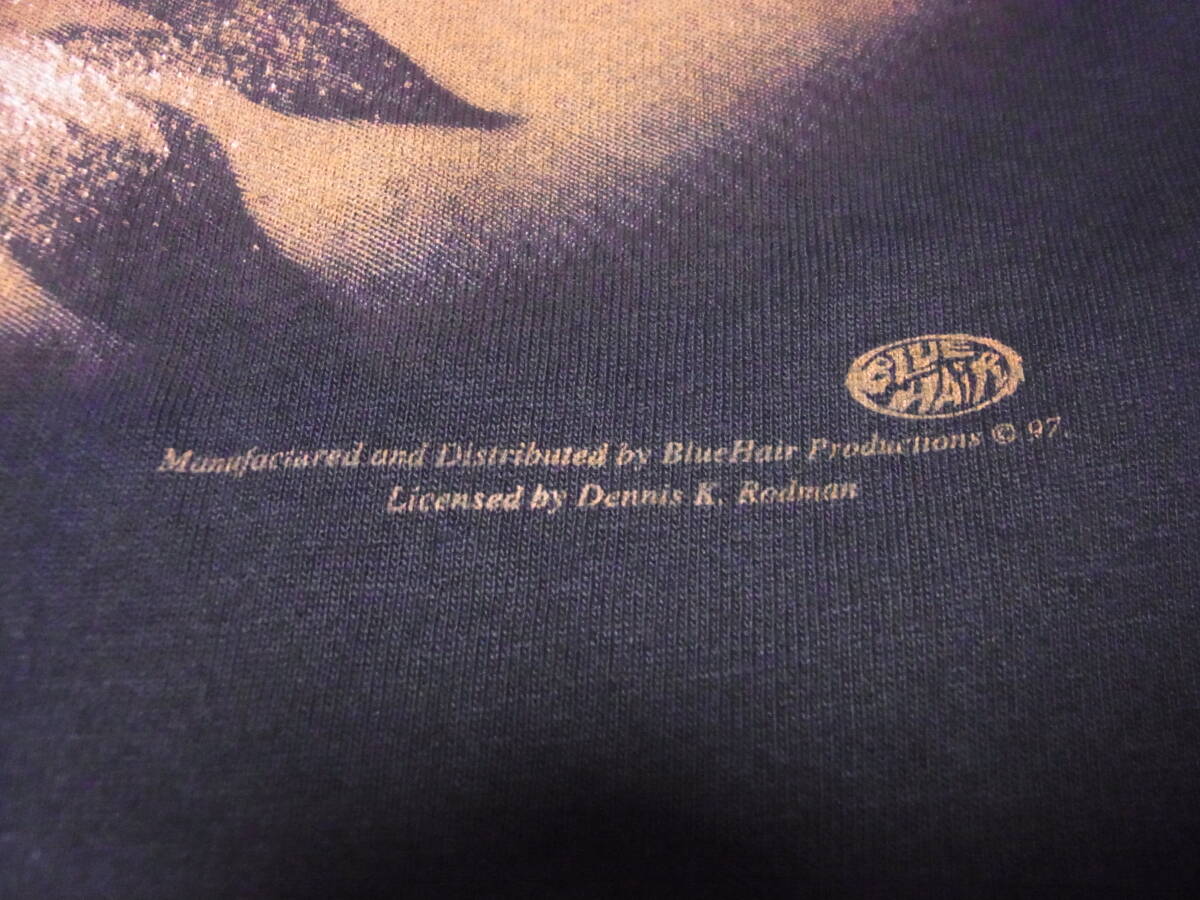 BLUE
HAIR
Manufactured and Distributed by BlueHair Productions © 97.
Licensed by Dennis K. Rodman